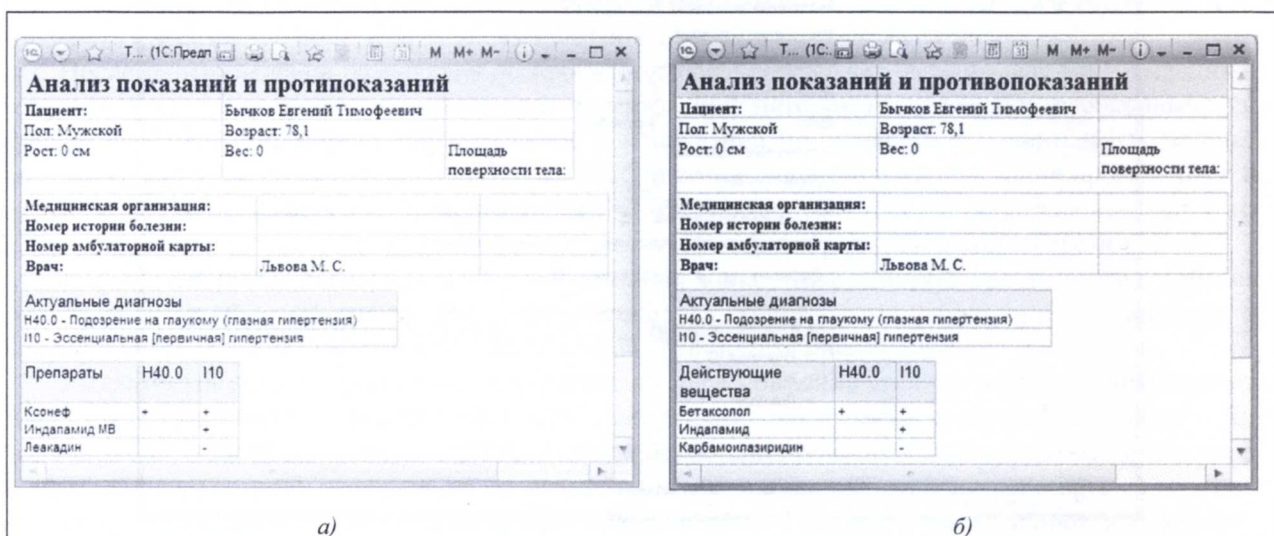 Т... (1С:Предп M M+ M-
Анализ показаний и протипоказаний
Пациент: Бычков Евгений Тимофеевич
Пол: Мужской Возраст: 78,1
Рост: 0 см Вес: 0 Площадь
поверхности тела:
Медицинская организация:
Номер истории болезни:
Номер амбулаторной карты:
Врач: Львова М. С.
Актуальные диагнозы
H40.0 - Подозрение на глаукому (глазная гипертензия)
I10 - Эссенциальная [первичная] гипертензия
Препараты H40.0 I10
Ксонеф + +
Индапамид МВ +
Леакадин -
а)
Т... (1С: M M+ M-
Анализ показаний и противопоказаний
Пациент: Бычков Евгений Тимофеевич
Пол: Мужской Возраст: 78,1
Рост: 0 см Вес: 0 Площадь
поверхности тела:
Медицинская организация:
Номер истории болезни:
Номер амбулаторной карты:
Врач: Львова М. С.
Актуальные диагнозы
H40.0 - Подозрение на глаукому (глазная гипертензия)
I10 - Эссенциальная [первичная] гипертензия
Действующие H40.0 I10
вещества
Бетаксолол + +
Индапамид +
Карбамоилазиридин -
б)